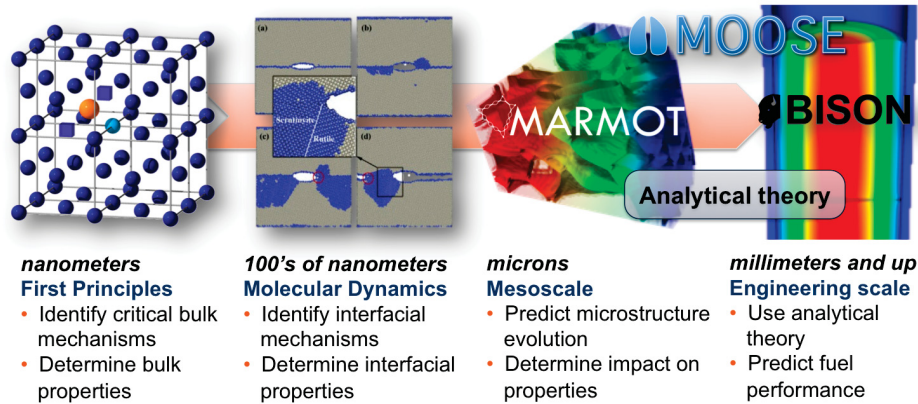 (a)
(b)
Scrutinyite
Rutile
(c)
(d)
MOOSE
MARMOT
BISON
Analytical theory
nanometers
First Principles
• Identify critical bulk
mechanisms
• Determine bulk
properties
100's of nanometers
Molecular Dynamics
• Identify interfacial
mechanisms
• Determine interfacial
properties
microns
Mesoscale
• Predict microstructure
evolution
• Determine impact on
properties
millimeters and up
Engineering scale
• Use analytical
theory
• Predict fuel
performance